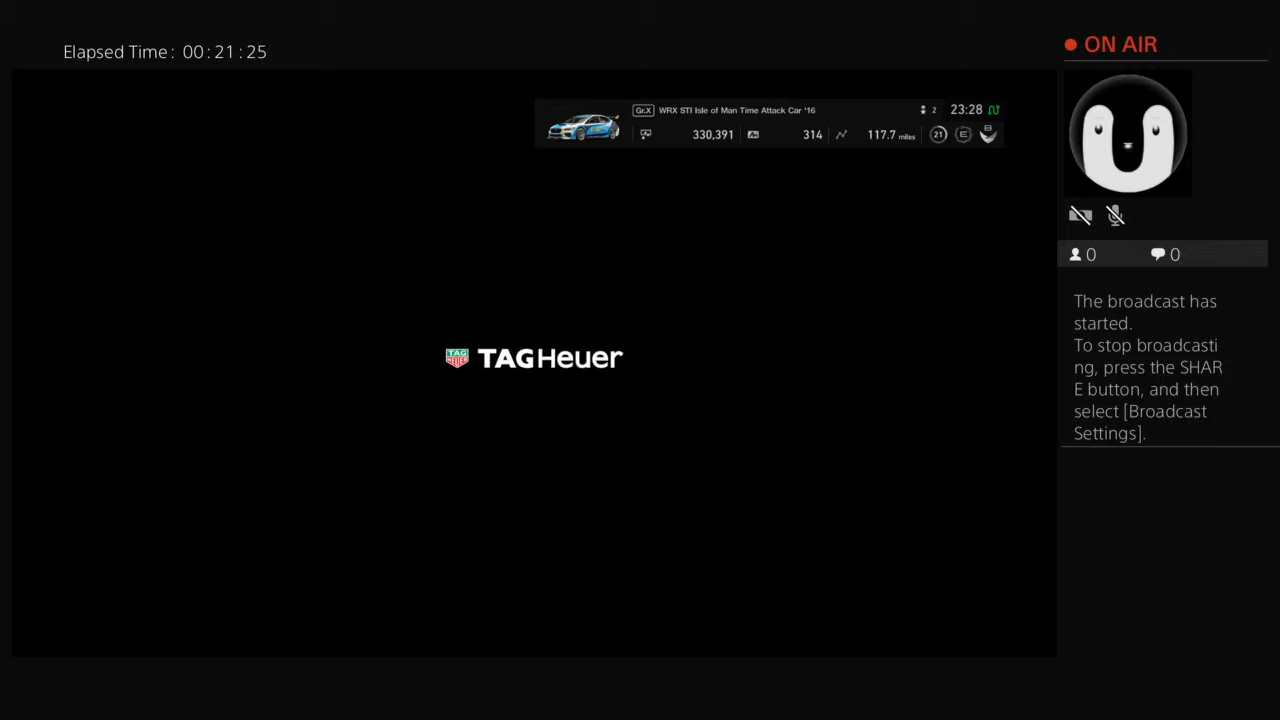 Elapsed Time: 00:21:25
ON AIR
Gr.X WRX STI Isle of Man Time Attack Car '16 2 23:28
330,391 314 117.7 miles 21 E B
0 0
The broadcast has
started.
To stop broadcasti
ng, press the SHAR
E button, and then
select [Broadcast
Settings].
TAG HEUER TAGHeuer